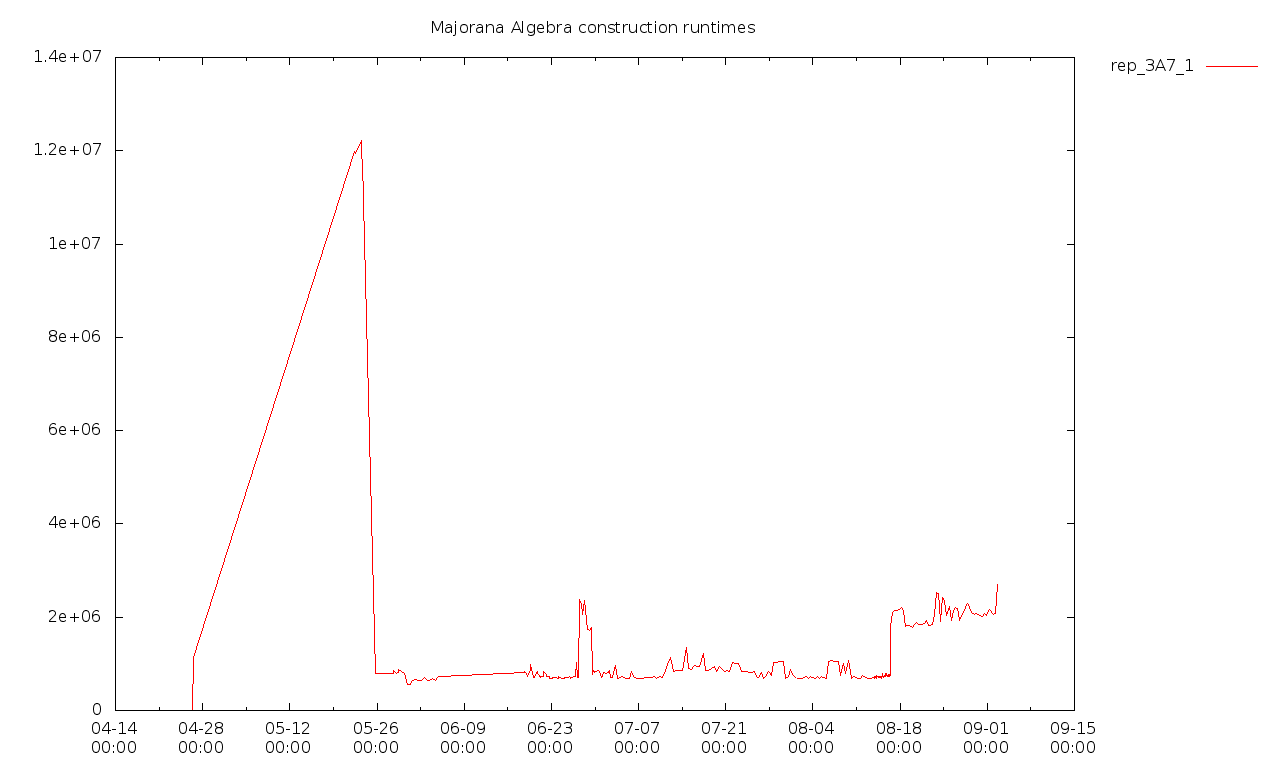 Majorana Algebra construction runtimes
rep_3A7_1
1.4e+07
1.2e+07
1e+07
8e+06
6e+06
4e+06
2e+06
0
04-14 04-28 05-12 05-26 06-09 06-23 07-07 07-21 08-04 08-18 09-01 09-15
00:00 00:00 00:00 00:00 00:00 00:00 00:00 00:00 00:00 00:00 00:00 00:00